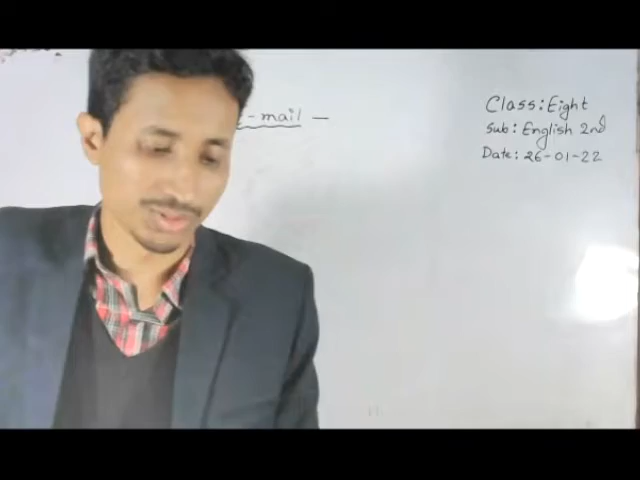 - mail —
Class: Eight
Sub: English 2nd
Date: 26-01-22